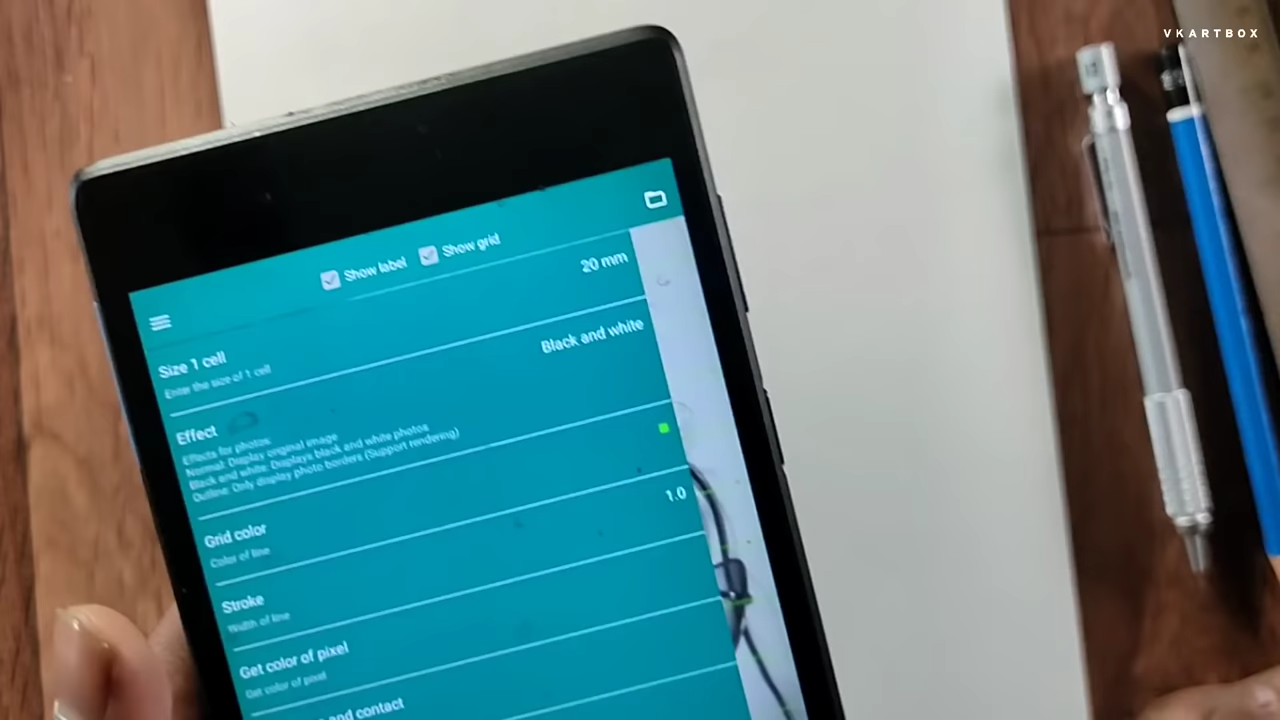 VKARTBOX
Show label
Show grid
Size 1 cell
20 mm
Enter the size of 1 cell
Effect
Black and white
Effects for photos:
Normal: Display original image
Black and white: Displays black and white photos
Outline: Only display photo borders (Support rendering)
Grid color
Color of line
Stroke
1.0
Width of line
Get color of pixel
Get color of pixel
and contact